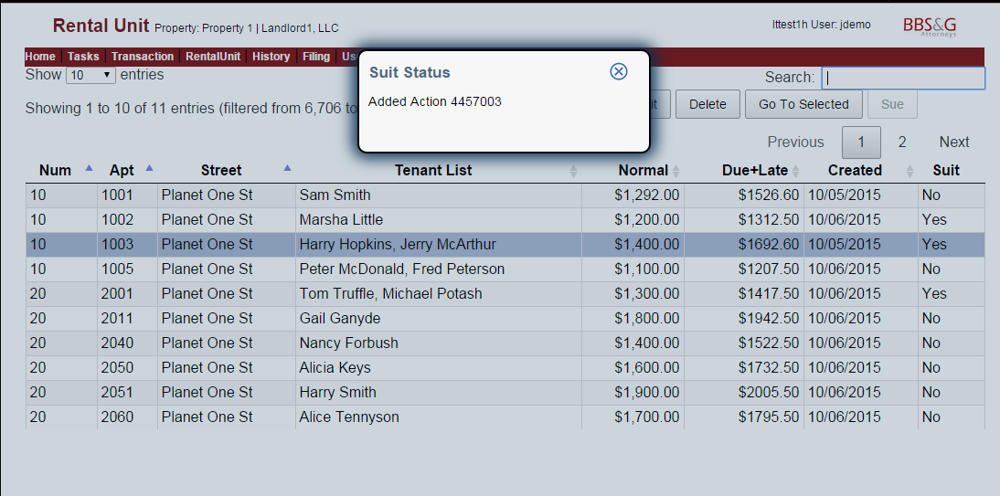 Rental Unit Property: Property 1 | Landlord1, LLC
lttest1h User: jdemo
BBS&G
Attorneys
Home Tasks Transaction RentalUnit History Filing
Show 10 entries
Search:
Suit Status
Added Action 4457003
Showing 1 to 10 of 11 entries (filtered from 6,706
Delete Go To Selected Sue
Previous 1 2 Next
Num Apt Street Tenant List Normal Due+Late Created Suit
10 1001 Planet One St Sam Smith $1,292.00 $1526.60 10/05/2015 No
10 1002 Planet One St Marsha Little $1,200.00 $1312.50 10/06/2015 Yes
10 1003 Planet One St Harry Hopkins, Jerry McArthur $1,400.00 $1692.60 10/05/2015 Yes
10 1005 Planet One St Peter McDonald, Fred Peterson $1,100.00 $1207.50 10/06/2015 No
20 2001 Planet One St Tom Truffle, Michael Potash $1,300.00 $1417.50 10/06/2015 Yes
20 2011 Planet One St Gail Ganyde $1,800.00 $1942.50 10/06/2015 No
20 2040 Planet One St Nancy Forbush $1,400.00 $1522.50 10/06/2015 No
20 2050 Planet One St Alicia Keys $1,600.00 $1732.50 10/06/2015 No
20 2051 Planet One St Harry Smith $1,900.00 $2005.50 10/06/2015 No
20 2060 Planet One St Alice Tennyson $1,700.00 $1795.50 10/06/2015 No